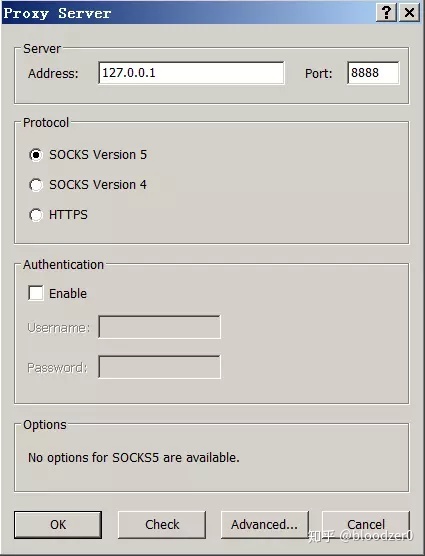 Proxy Server
Server
Address: 127.0.0.1 Port: 8888
Protocol
SOCKS Version 5
SOCKS Version 4
HTTPS
Authentication
Enable
Username:
Password:
Options
No options for SOCKS5 are available.
OK Check Advanced... Cancel
知乎 @bloodzer0